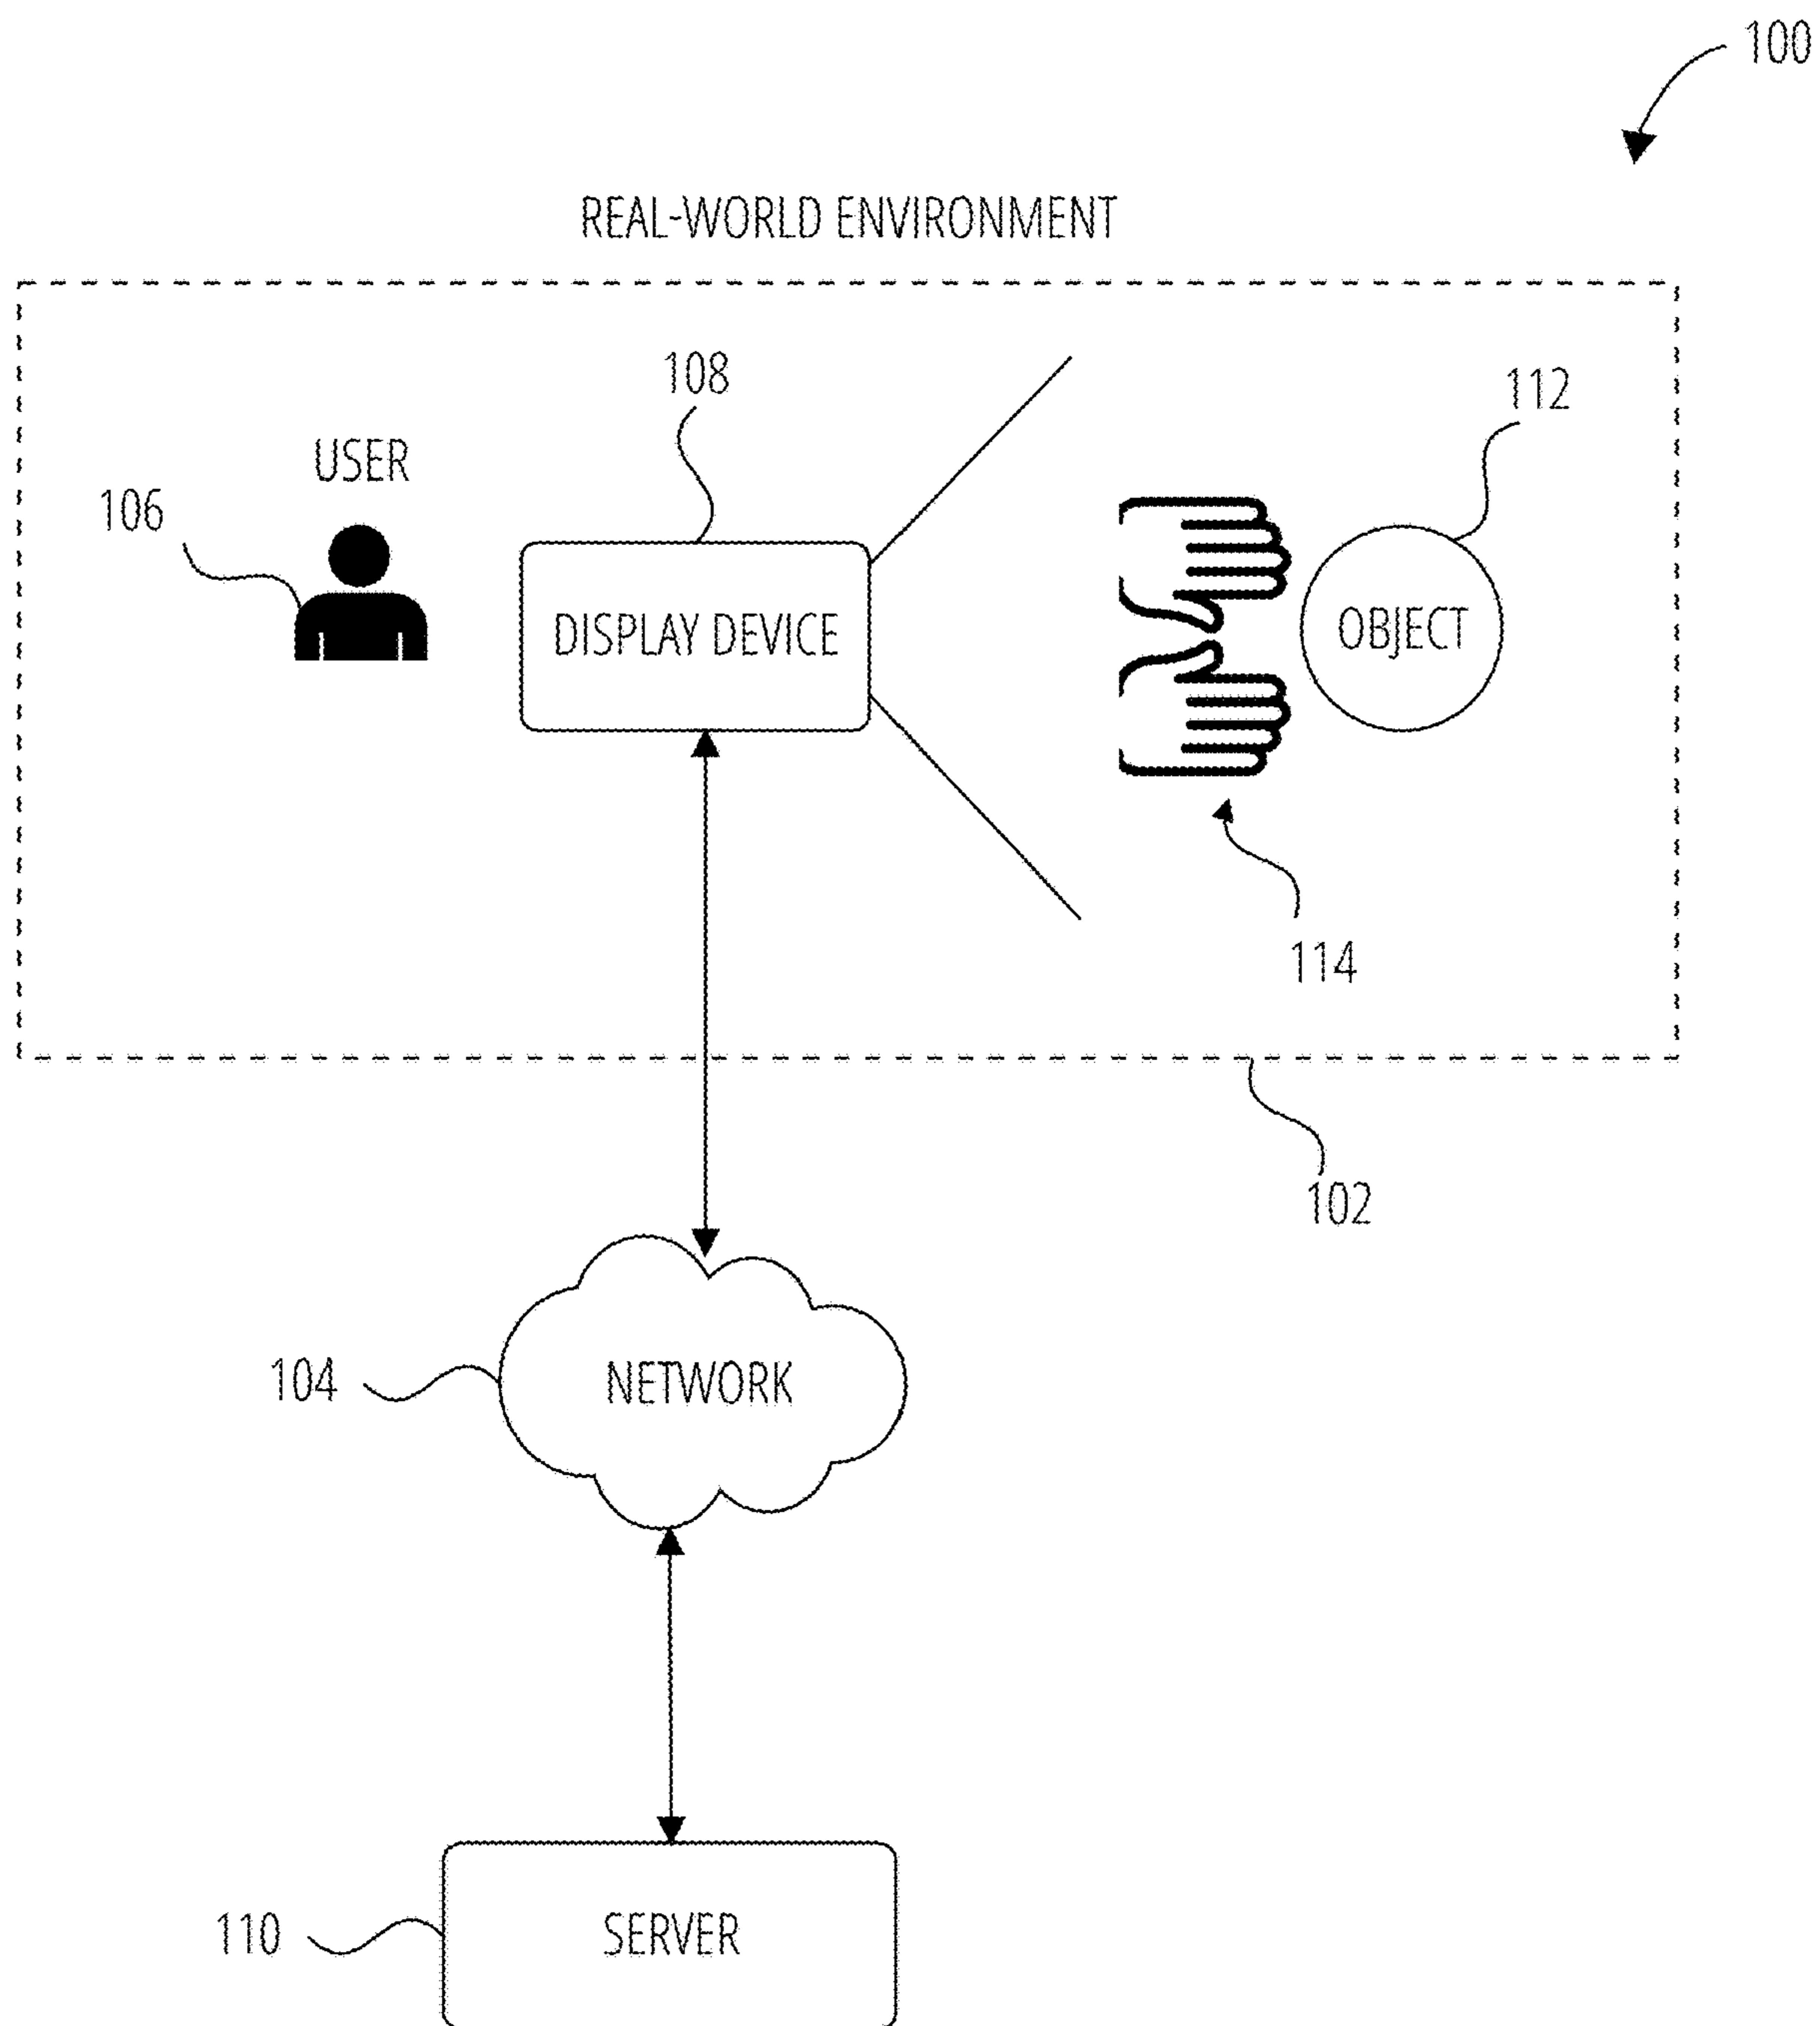 100
REAL-WORLD ENVIRONMENT
108
112
USER
106
DISPLAY DEVICE
OBJECT
114
102
104
NETWORK
110
SERVER